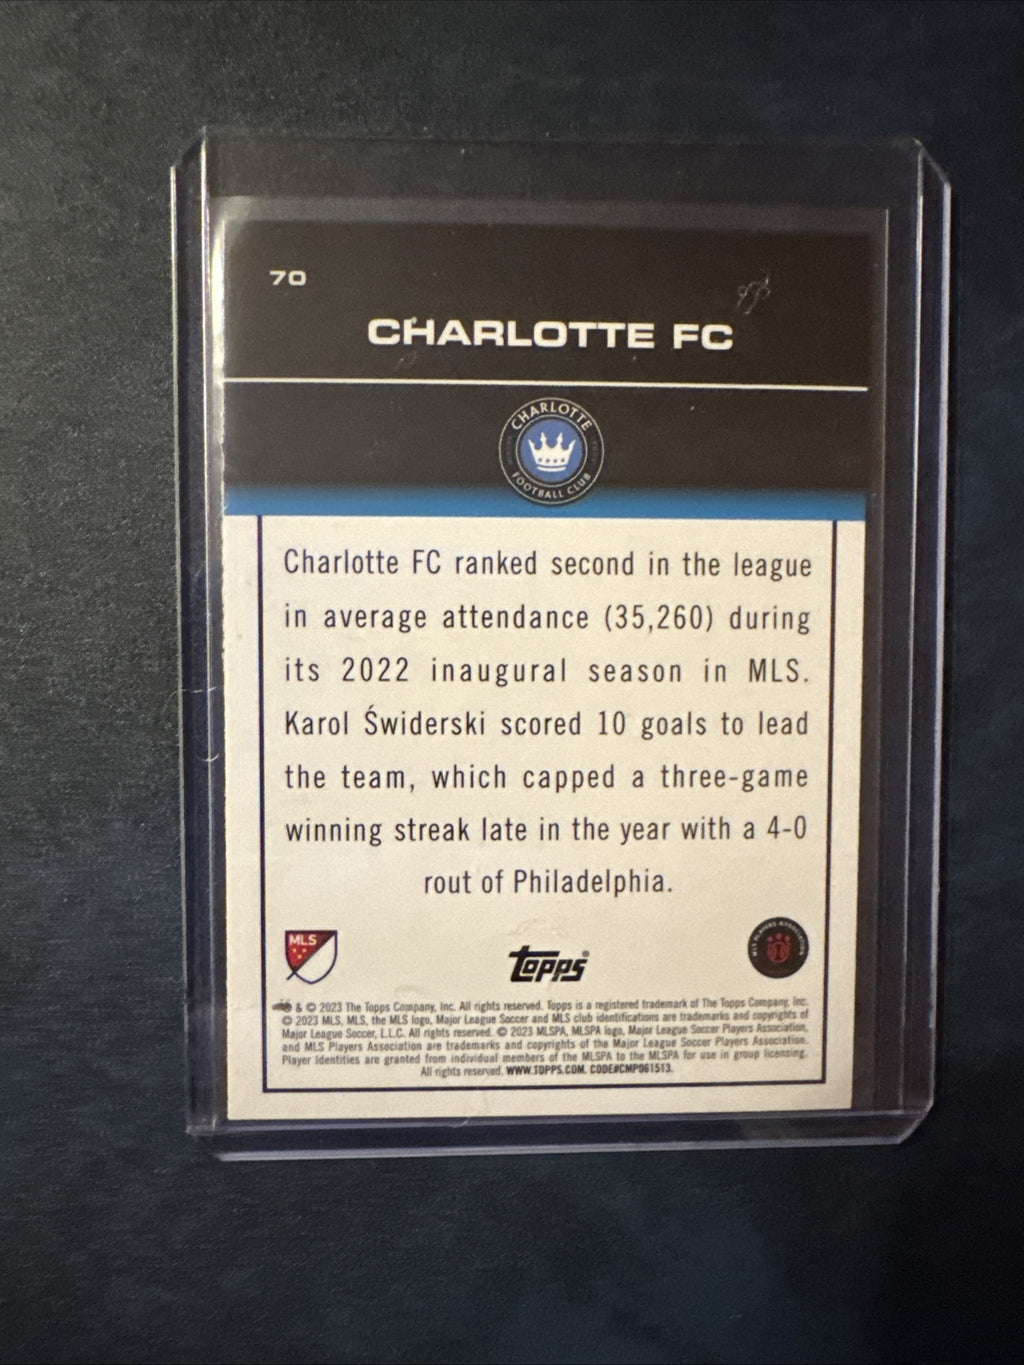 70
CHARLOTTE FC
CHARLOTTE
FOOTBALL CLUB
Charlotte FC ranked second in the league
in average attendance (35,260) during
its 2022 inaugural season in MLS.
Karol Świderski scored 10 goals to lead
the team, which capped a three-game
winning streak late in the year with a 4-0
rout of Philadelphia.
MLS
Topps®
MLS PLAYERS ASSOCIATION
& © 2023 The Topps Company, Inc. All rights reserved. Topps is a registered trademark of The Topps Company, Inc.
© 2023 MLS, MLS, the MLS logo, Major League Soccer and MLS club identifications are trademarks and copyrights of
Major League Soccer, L.L.C. All rights reserved. © 2023 MLSPA, MLSPA logo, Major League Soccer Players Association,
and MLS Players Association are trademarks and copyrights of the Major League Soccer Players Association.
Player Identities are granted from individual members of the MLSPA to the MLSPA for use in group licensing.
All rights reserved. WWW.TOPPS.COM. CODE#CMP061513.